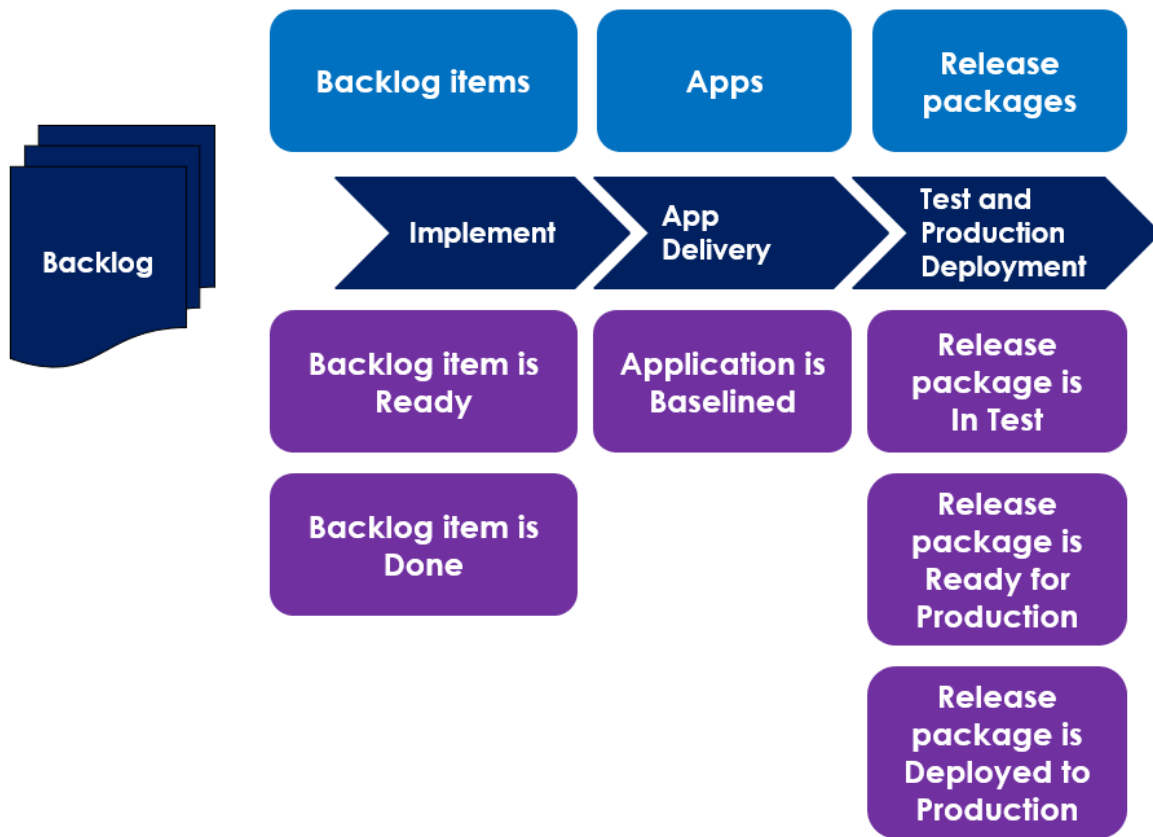 Backlog items
Apps
Release
packages
Backlog
Implement
App
Delivery
Test and
Production
Deployment
Backlog item is
Ready
Application is
Baselined
Release
package is
In Test
Backlog item is
Done
Release
package is
Ready for
Production
Release
package is
Deployed to
Production